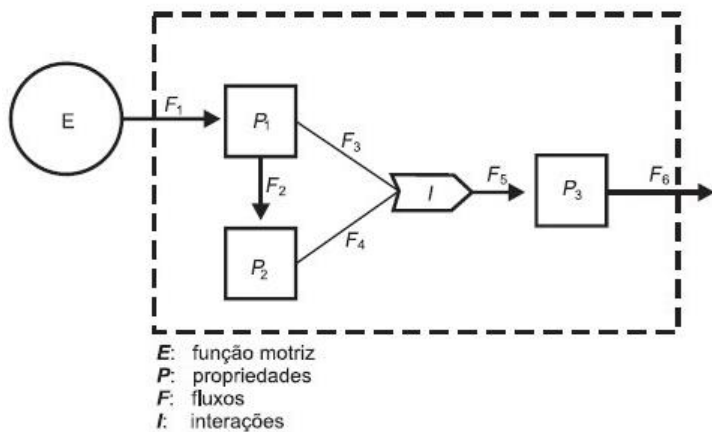 E
F1
P1
F3
F2
I
F5
P3
F6
P2
F4
E: função motriz
P: propriedades
F: fluxos
I: interações